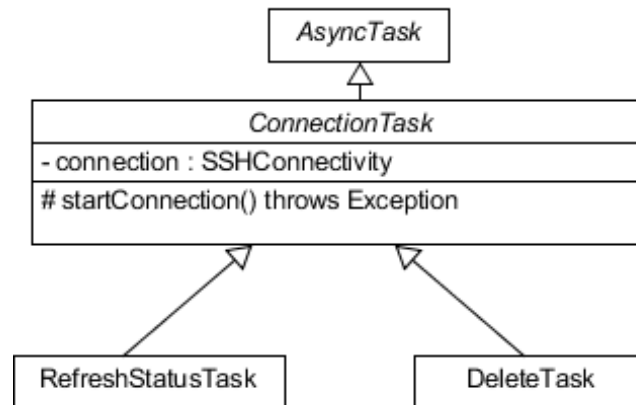 AsyncTask
ConnectionTask
- connection : SSHConnectivity
# startConnection() throws Exception
RefreshStatusTask
DeleteTask